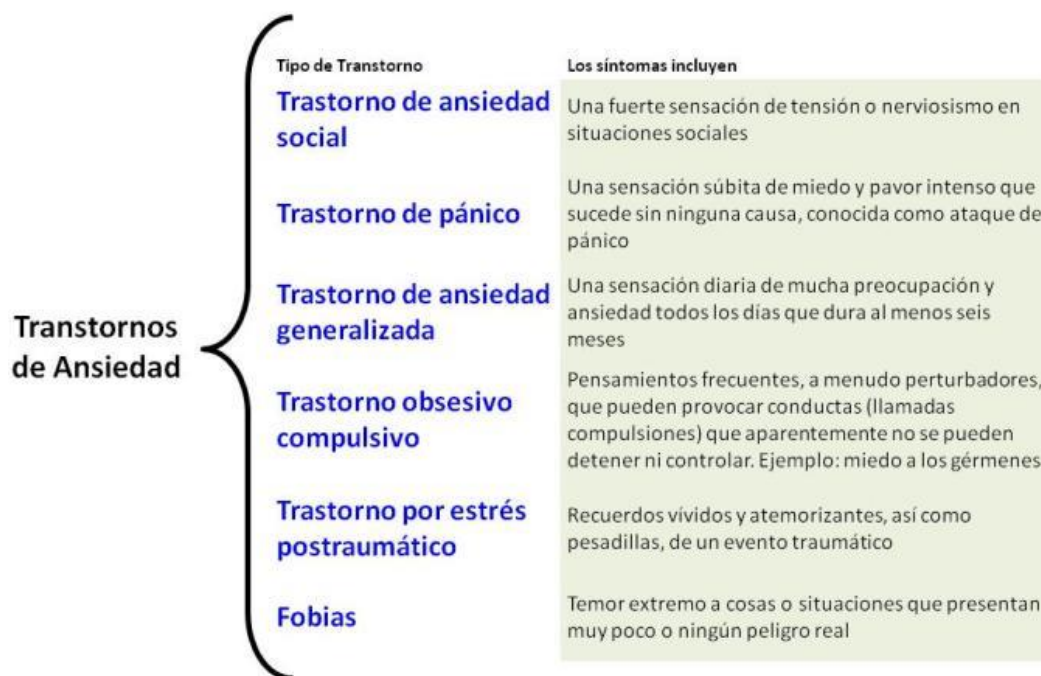 Tipo de Transtorno
Los síntomas incluyen
Trastorno de ansiedad
social
Una fuerte sensación de tensión o nerviosismo en
situaciones sociales
Trastorno de pánico
Una sensación súbita de miedo y pavor intenso que
sucede sin ninguna causa, conocida como ataque de
pánico
Transtornos
de Ansiedad
Trastorno de ansiedad
generalizada
Una sensación diaria de mucha preocupación y
ansiedad todos los días que dura al menos seis
meses
Trastorno obsesivo
compulsivo
Pensamientos frecuentes, a menudo perturbadores,
que pueden provocar conductas (llamadas
compulsiones) que aparentemente no se pueden
detener ni controlar. Ejemplo: miedo a los gérmenes
Trastorno por estrés
postraumático
Recuerdos vívidos y atemorizantes, así como
pesadillas, de un evento traumático
Fobias
Temor extremo a cosas o situaciones que presentan
muy poco o ningún peligro real